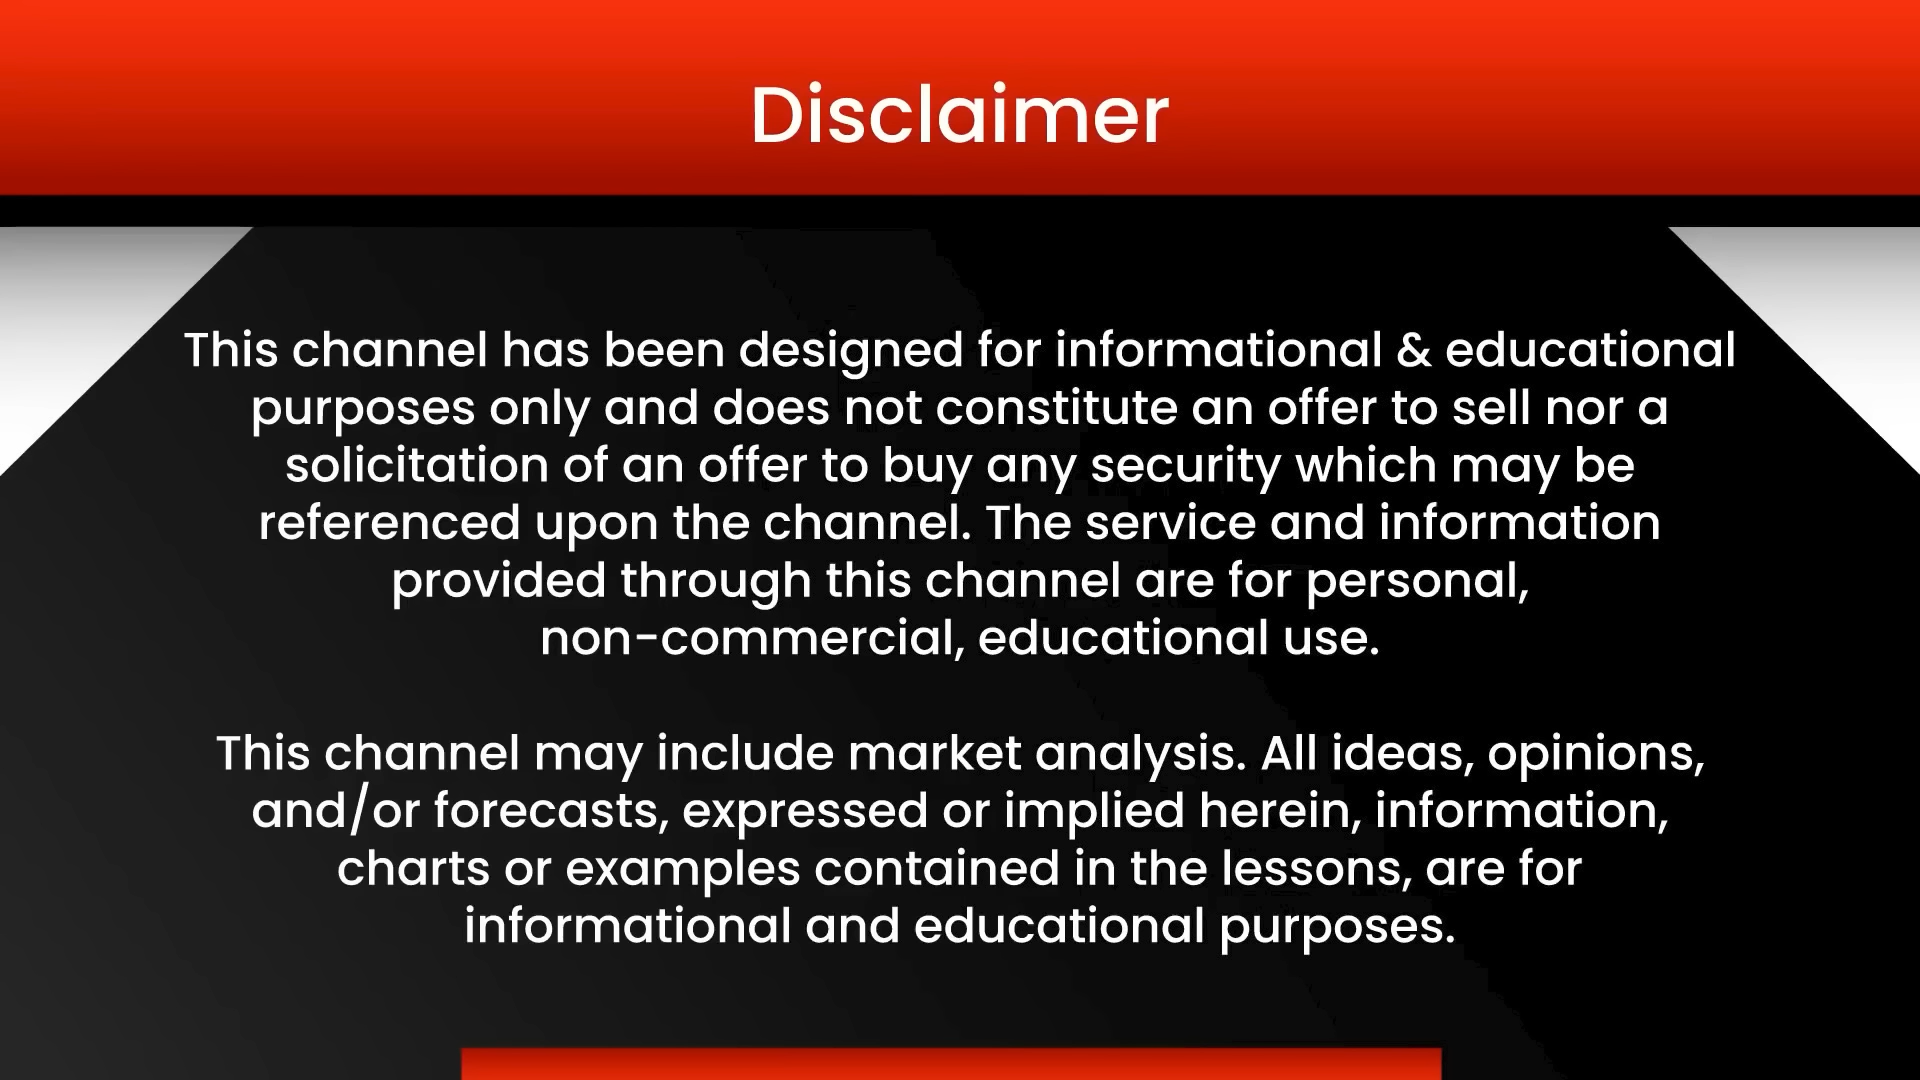 Disclaimer
This channel has been designed for informational & educational
purposes only and does not constitute an offer to sell nor a
solicitation of an offer to buy any security which may be
referenced upon the channel. The service and information
provided through this channel are for personal,
non-commercial, educational use.
This channel may include market analysis. All ideas, opinions,
and/or forecasts, expressed or implied herein, information,
charts or examples contained in the lessons, are for
informational and educational purposes.